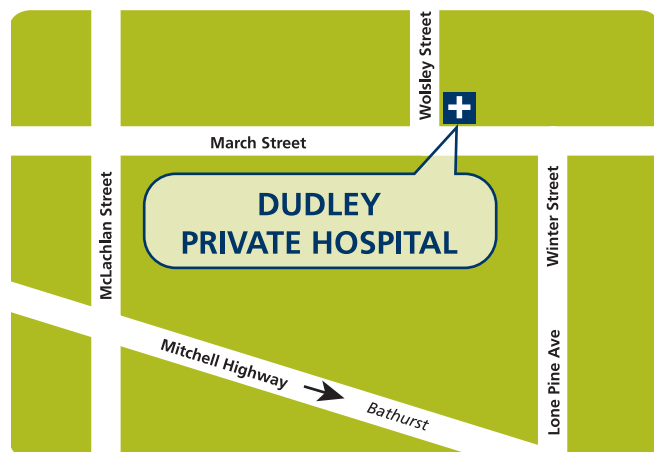 Wolsley Street
March Street
DUDLEY
PRIVATE HOSPITAL
McLachlan Street
Winter Street
Lone Pine Ave
Mitchell Highway
Bathurst